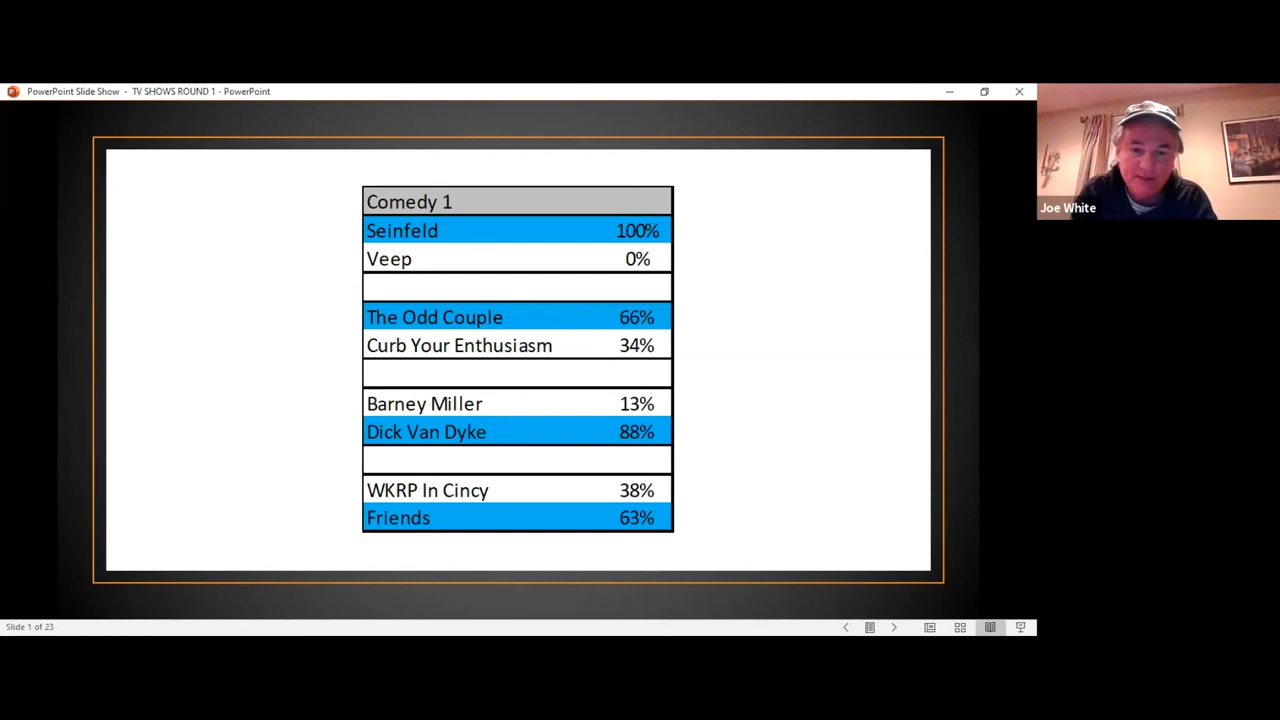 PowerPoint Slide Show - TV SHOWS ROUND 1 - PowerPoint
Joe White
Comedy 1
Seinfeld 100%
Veep 0%
The Odd Couple 66%
Curb Your Enthusiasm 34%
Barney Miller 13%
Dick Van Dyke 88%
WKRP In Cincy 38%
Friends 63%
Slide 1 of 23